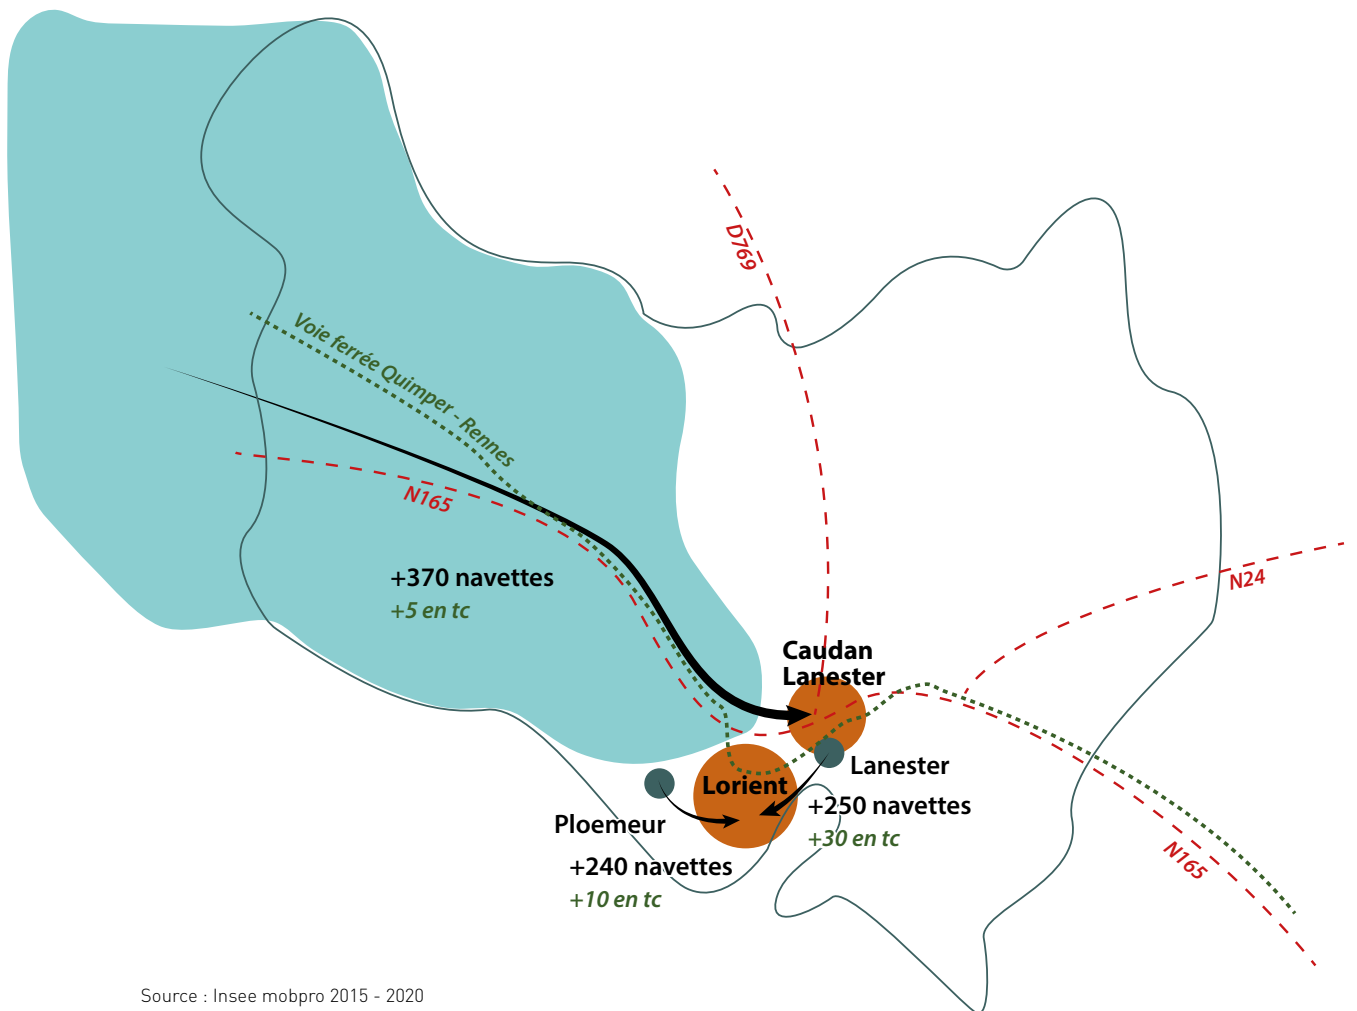 D769
Voie ferrée Quimper - Rennes
N165
+370 navettes
+5 en tc
N24
Caudan
Lanester
Lanester
Lorient
+250 navettes
+30 en tc
Ploemeur
+240 navettes
+10 en tc
N165
Source : Insee mobpro 2015 - 2020